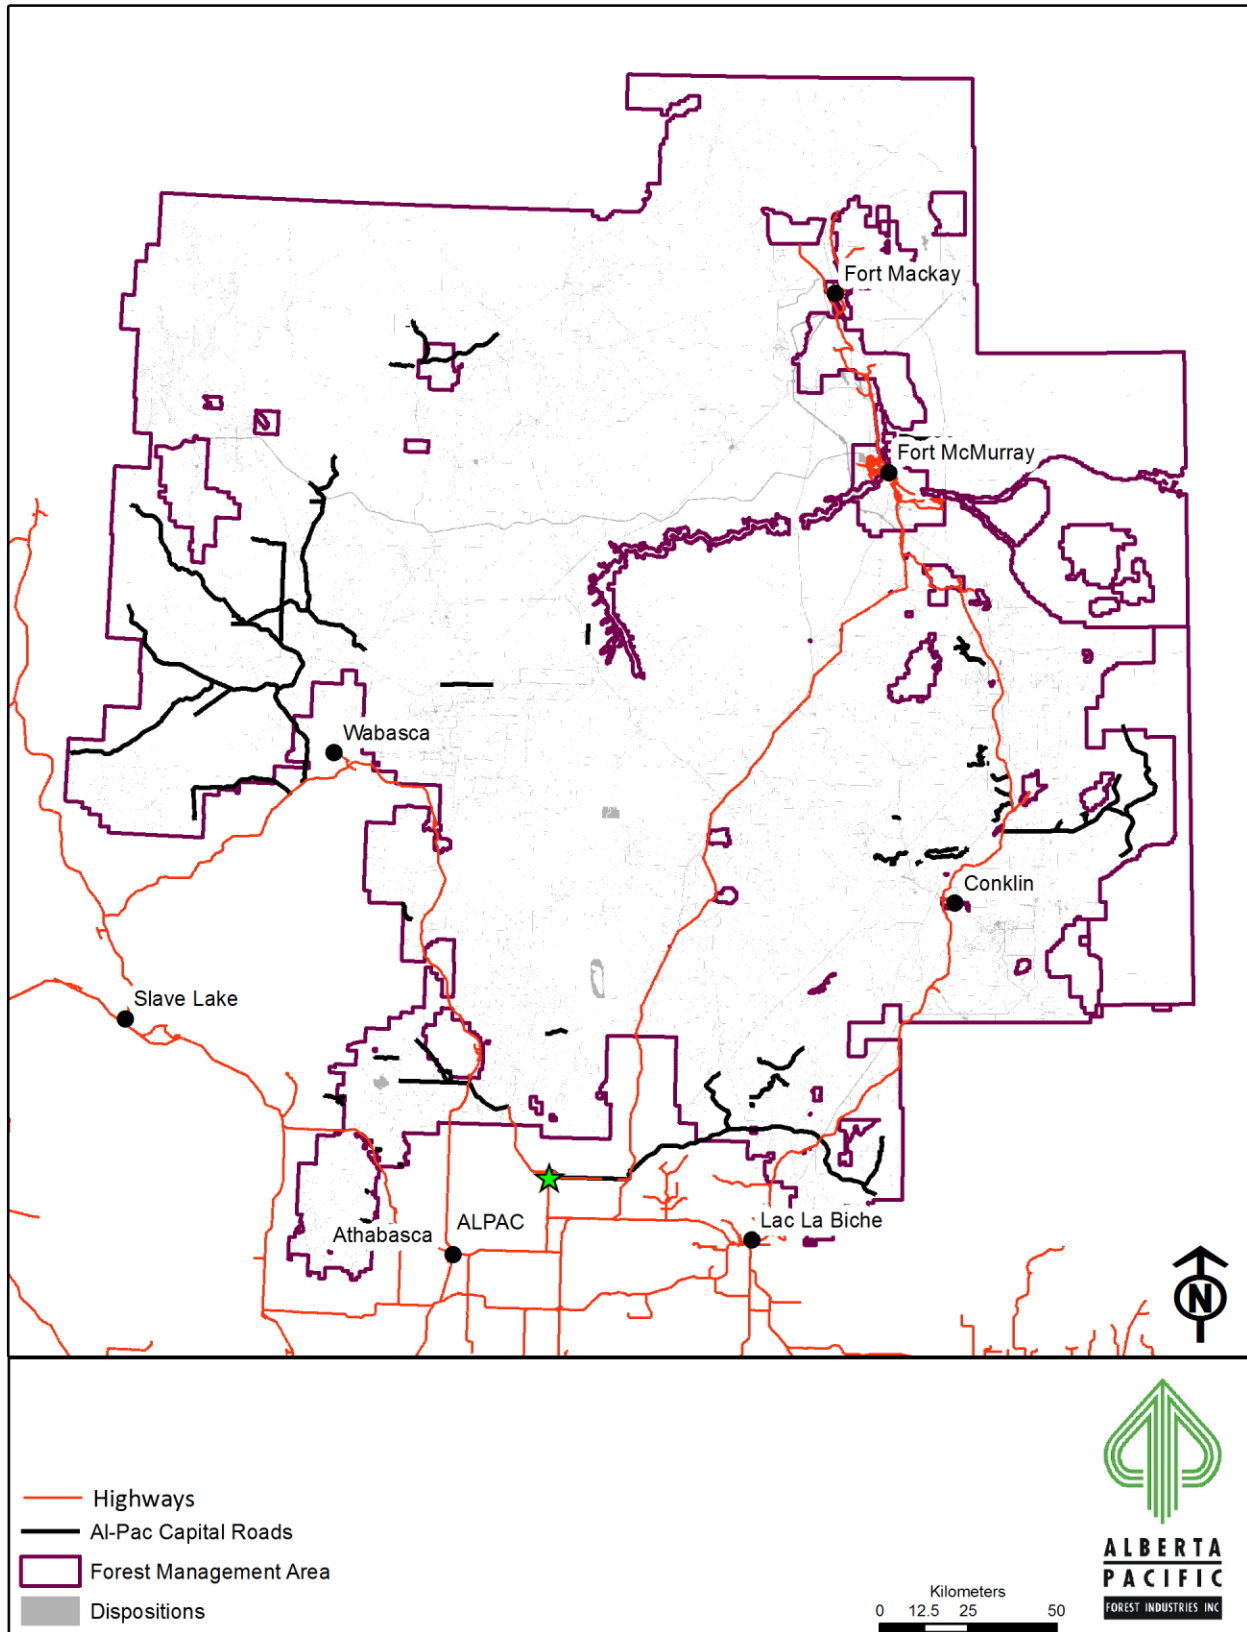 Fort Mackay
Fort McMurray
Wabasca
Conklin
Slave Lake
ALPAC
Athabasca
Lac La Biche
N
Highways
Al-Pac Capital Roads
Forest Management Area
Dispositions
Kilometers
0 12.5 25 50
ALBERTA
PACIFIC
FOREST INDUSTRIES INC